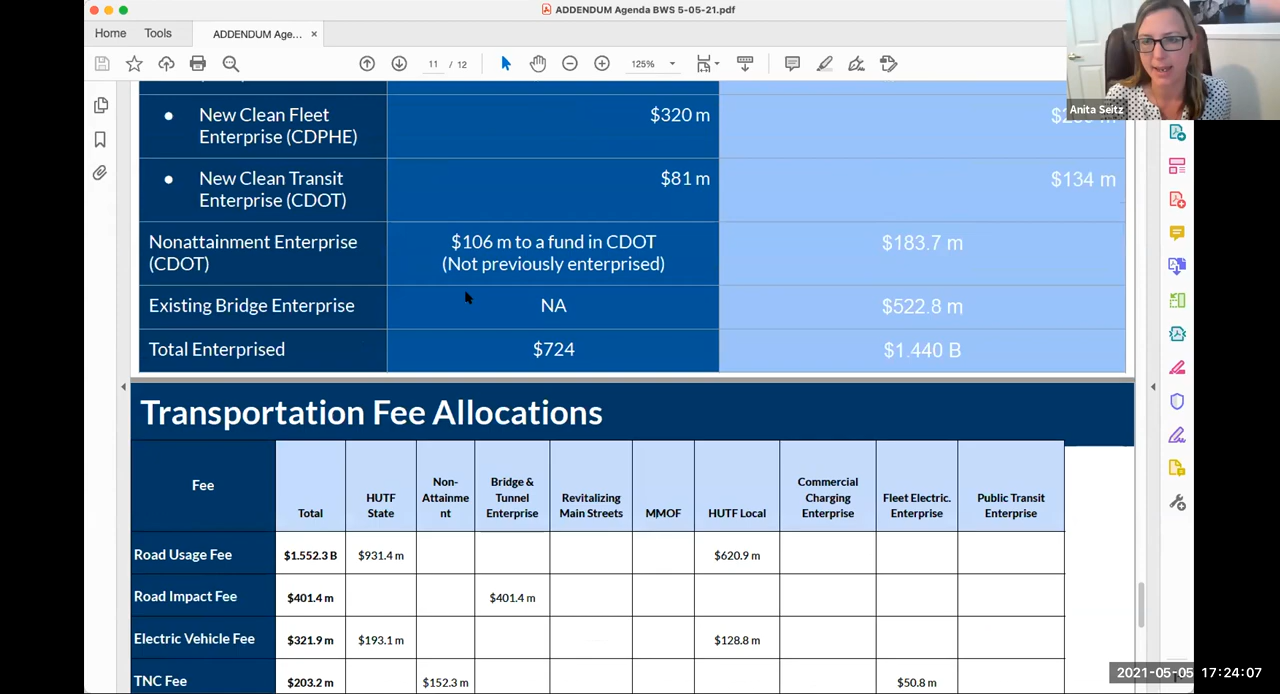 ADDENDUM Agenda BWS 5-05-21.pdf
Home Tools ADDENDUM Age... ×
11 / 12 125%
Anita Seitz
• New Clean Fleet
Enterprise (CDPHE)
$320 m
• New Clean Transit
Enterprise (CDOT)
$81 m
$134 m
Nonattainment Enterprise
(CDOT)
$106 m to a fund in CDOT
(Not previously enterprised)
$183.7 m
Existing Bridge Enterprise NA $522.8 m
Total Enterprised $724 $1.440 B
Transportation Fee Allocations
Fee
Total
HUTF
State
Non-
Attainme
nt
Bridge &
Tunnel
Enterprise
Revitalizing
Main Streets
MMOF
HUTF Local
Commercial
Charging
Enterprise
Fleet Electric.
Enterprise
Public Transit
Enterprise
Road Usage Fee $1.552.3 B $931.4 m $620.9 m
Road Impact Fee $401.4 m $401.4 m
Electric Vehicle Fee $321.9 m $193.1 m $128.8 m
TNC Fee $203.2 m $152.3 m $50.8 m
2021-05-05 17:24:07